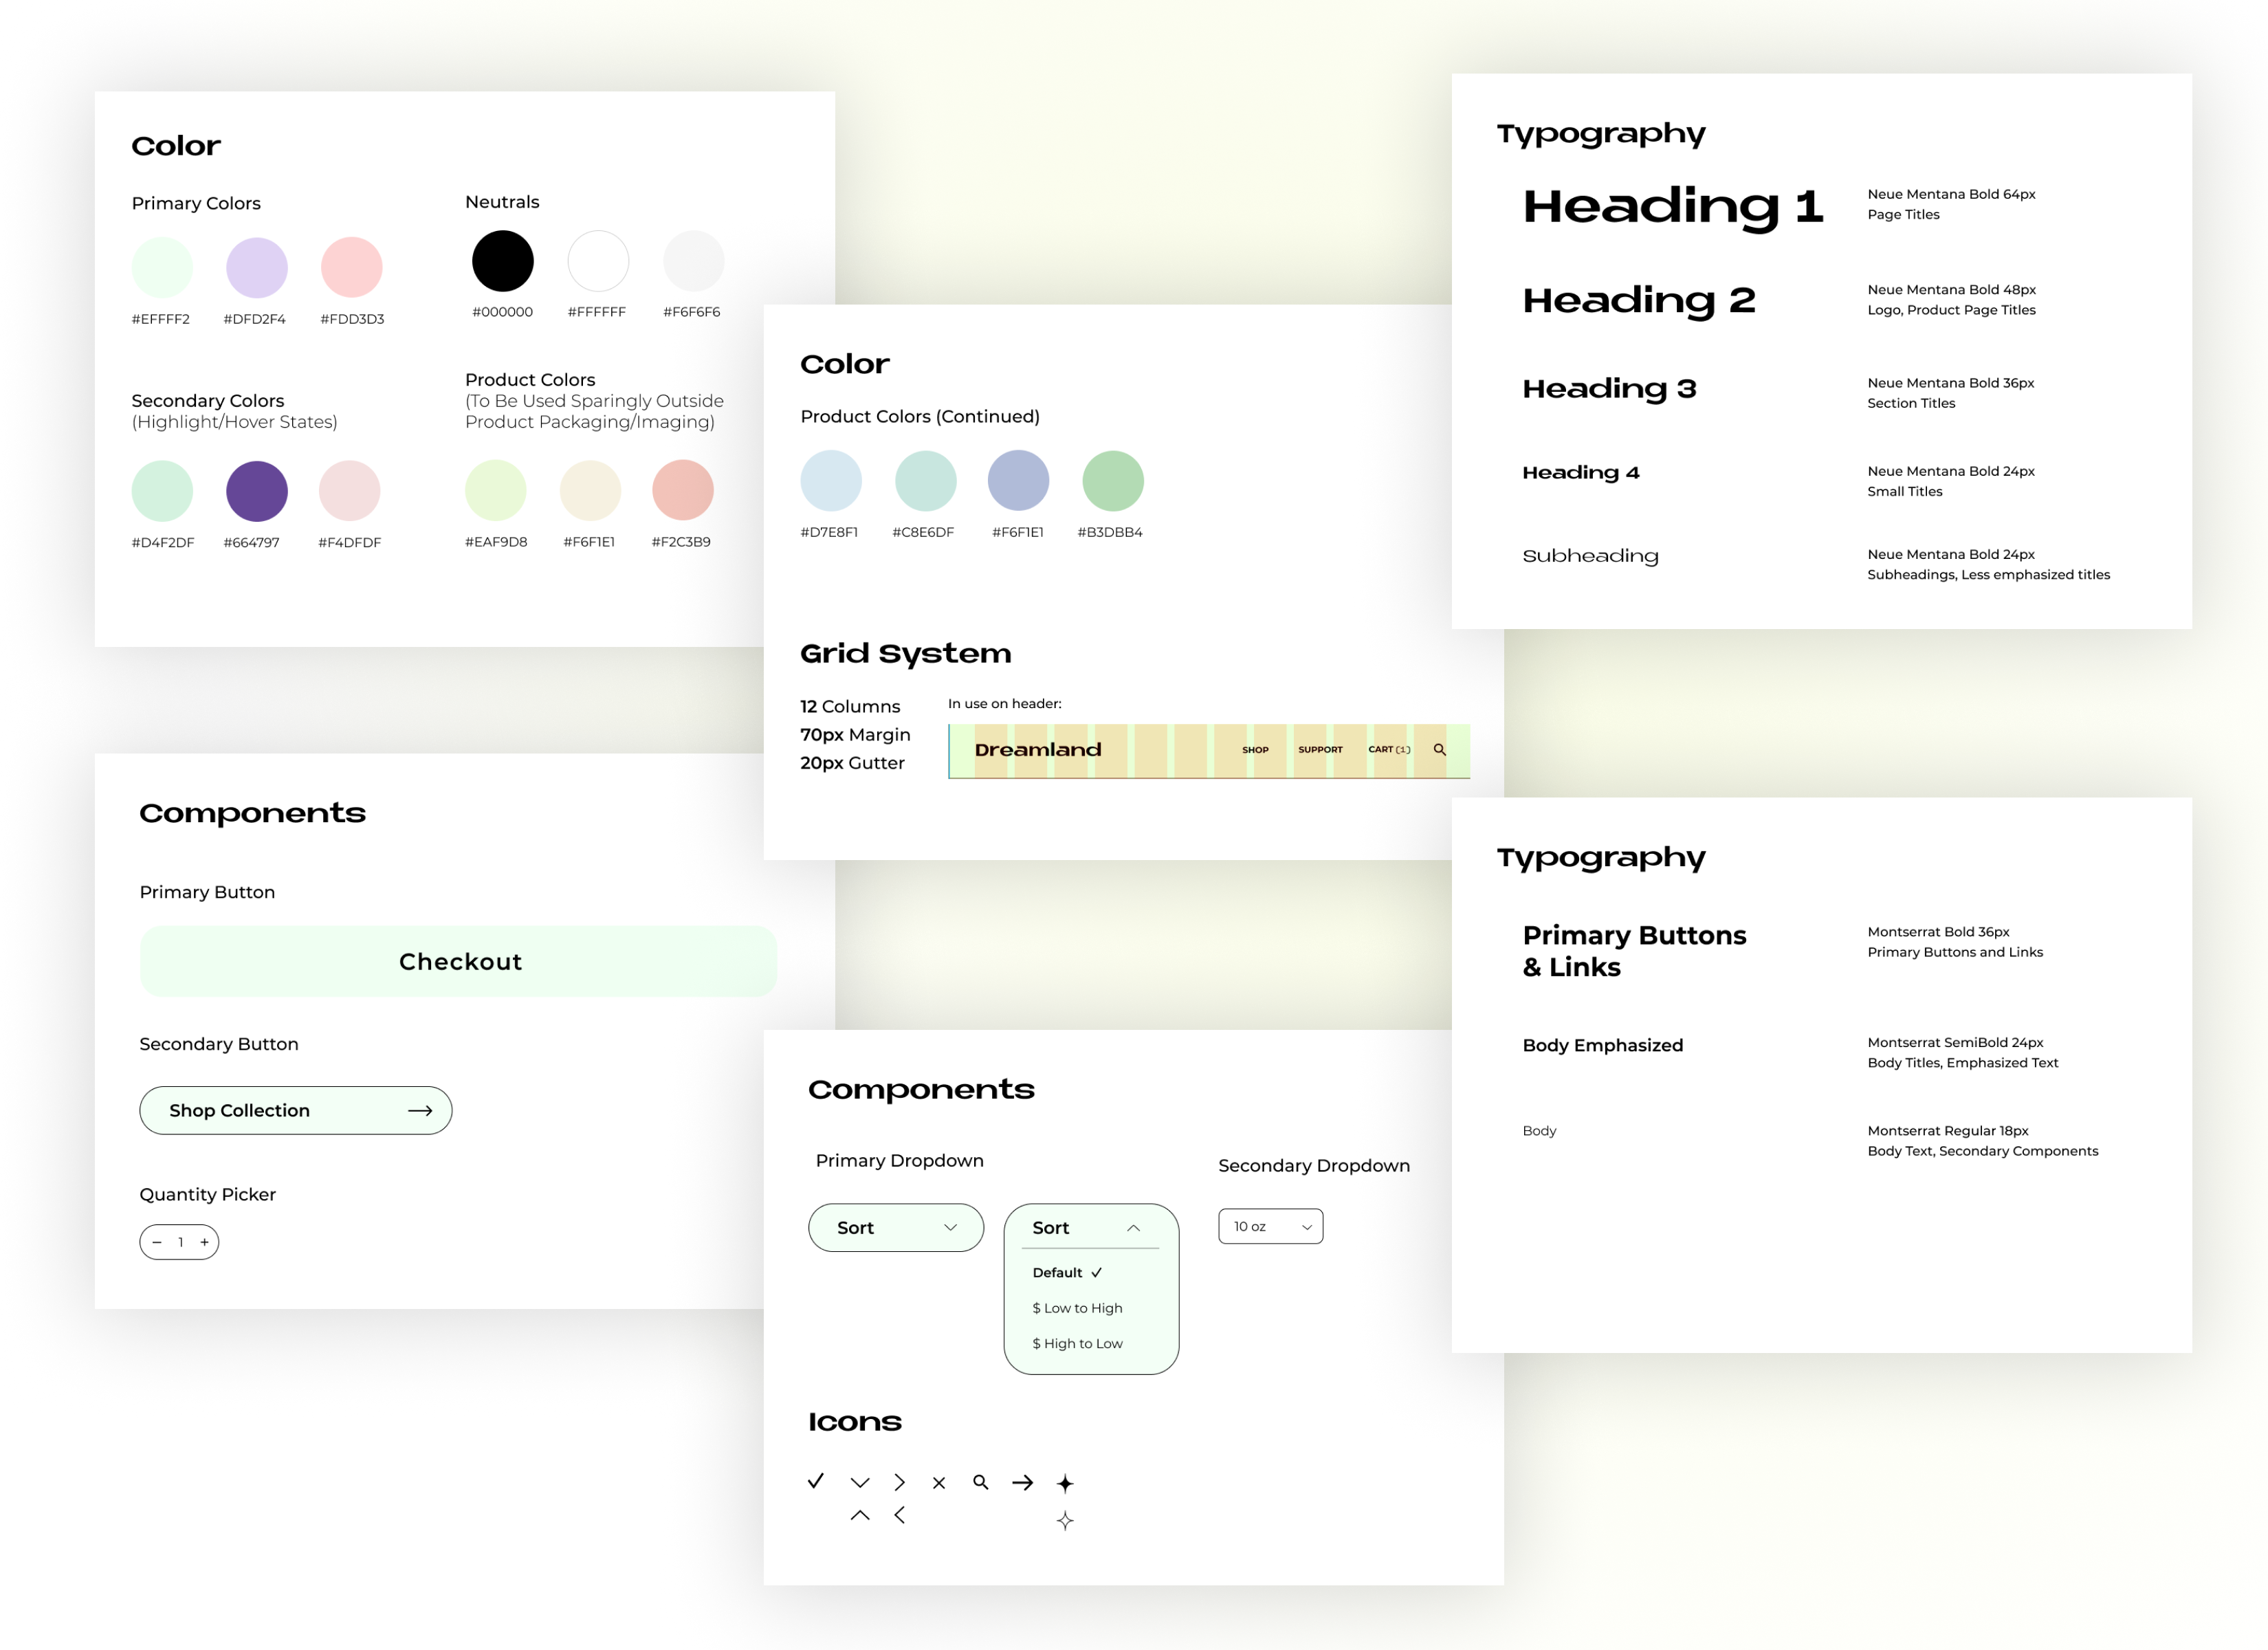 Color
Primary Colors
#EFFFF2 #DFD2F4 #FDD3D3
Neutrals
#000000 #FFFFFF #F6F6F6
Secondary Colors
(Highlight/Hover States)
#D4F2DF #664797 #F4DFDF
Product Colors
(To Be Used Sparingly Outside
Product Packaging/Imaging)
#EAF9D8 #F6F1E1 #F2C3B9
Color
Product Colors (Continued)
#D7E8F1 #C8E6DF #F6F1E1 #B3DBB4
Grid System
12 Columns
70px Margin
20px Gutter
In use on header:
Dreamland SHOP SUPPORT CART (1)
Typography
Heading 1
Neue Mentana Bold 64px
Page Titles
Heading 2
Neue Mentana Bold 48px
Logo, Product Page Titles
Heading 3
Neue Mentana Bold 36px
Section Titles
Heading 4
Neue Mentana Bold 24px
Small Titles
Subheading
Neue Mentana Bold 24px
Subheadings, Less emphasized titles
Components
Primary Button
Checkout
Secondary Button
Shop Collection
Quantity Picker
− 1 +
Components
Primary Dropdown
Sort
Sort
Default
$ Low to High
$ High to Low
Secondary Dropdown
10 oz
Icons
Typography
Primary Buttons
& Links
Montserrat Bold 36px
Primary Buttons and Links
Body Emphasized
Montserrat SemiBold 24px
Body Titles, Emphasized Text
Body
Montserrat Regular 18px
Body Text, Secondary Components